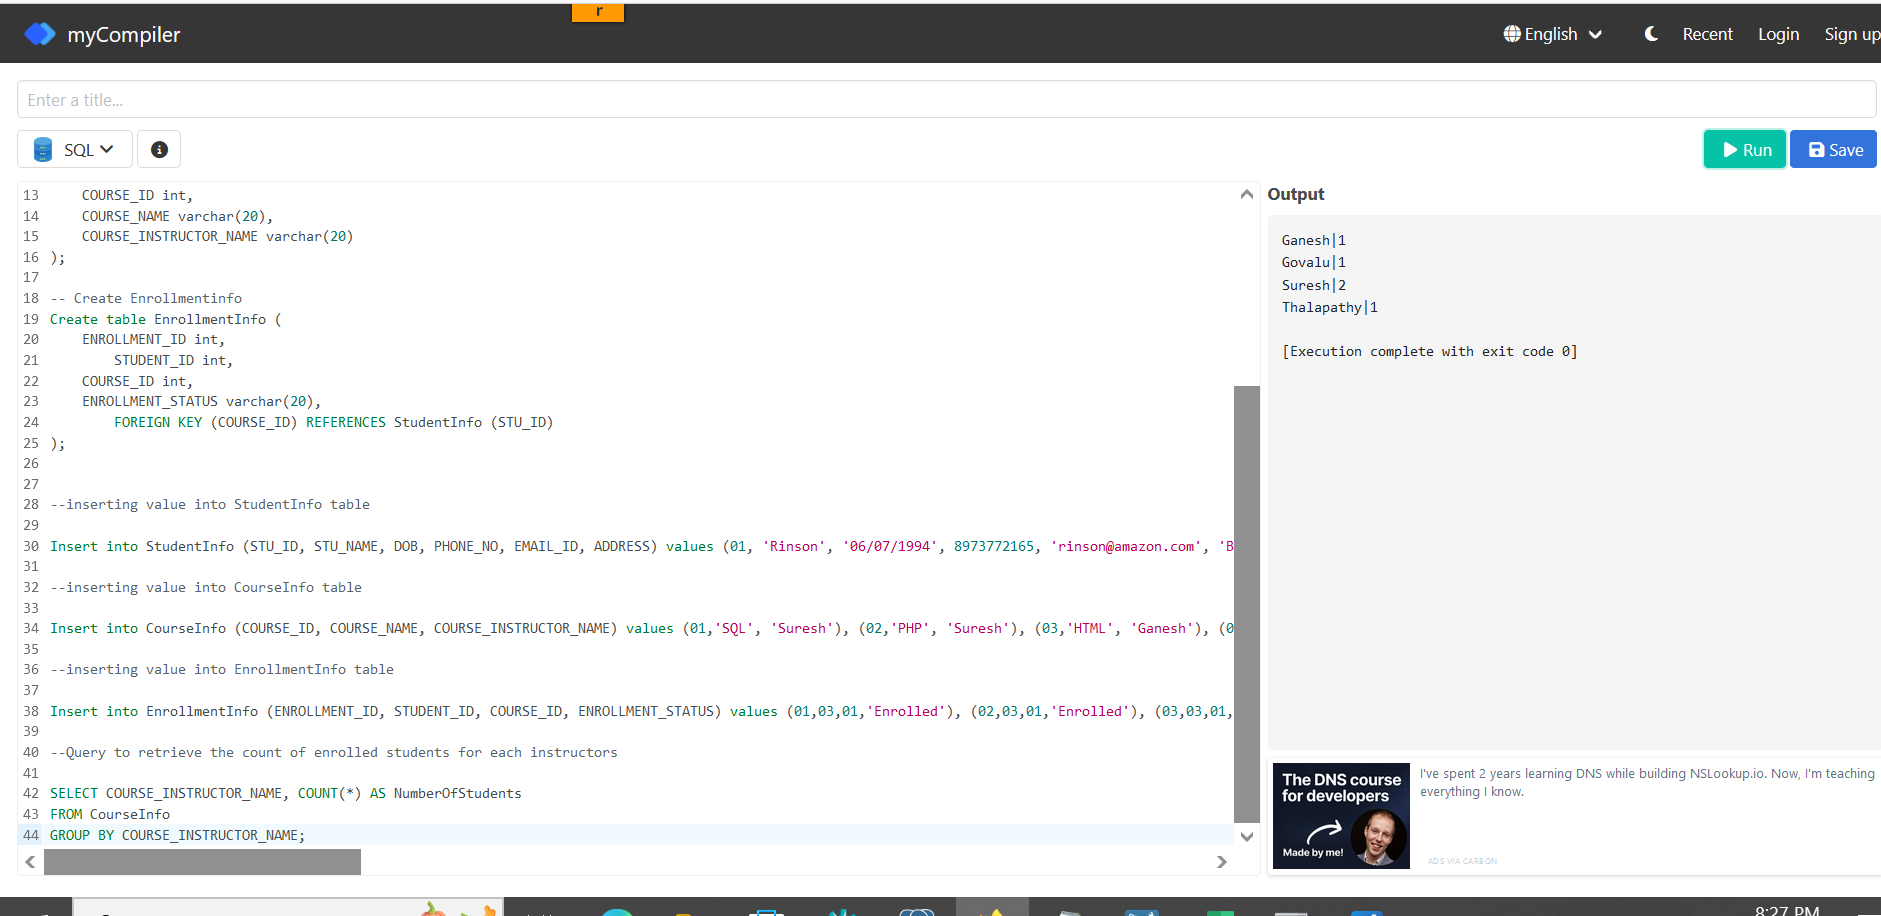 r
myCompiler
English
Recent
Login
Sign up
Enter a title...
SQL
Run
Save
13 COURSE_ID int,
14 COURSE_NAME varchar(20),
15 COURSE_INSTRUCTOR_NAME varchar(20)
16 );
17
18 -- Create Enrollmentinfo
19 Create table EnrollmentInfo (
20 ENROLLMENT_ID int,
21 STUDENT_ID int,
22 COURSE_ID int,
23 ENROLLMENT_STATUS varchar(20),
24 FOREIGN KEY (COURSE_ID) REFERENCES StudentInfo (STU_ID)
25 );
26
27
28 --inserting value into StudentInfo table
29
30 Insert into StudentInfo (STU_ID, STU_NAME, DOB, PHONE_NO, EMAIL_ID, ADDRESS) values (01, 'Rinson', '06/07/1994', 8973772165, 'rinson@amazon.com', 'B
31
32 --inserting value into CourseInfo table
33
34 Insert into CourseInfo (COURSE_ID, COURSE_NAME, COURSE_INSTRUCTOR_NAME) values (01,'SQL', 'Suresh'), (02,'PHP', 'Suresh'), (03,'HTML', 'Ganesh'), (0
35
36 --inserting value into EnrollmentInfo table
37
38 Insert into EnrollmentInfo (ENROLLMENT_ID, STUDENT_ID, COURSE_ID, ENROLLMENT_STATUS) values (01,03,01,'Enrolled'), (02,03,01,'Enrolled'), (03,03,01,
39
40 --Query to retrieve the count of enrolled students for each instructors
41
42 SELECT COURSE_INSTRUCTOR_NAME, COUNT(*) AS NumberOfStudents
43 FROM CourseInfo
44 GROUP BY COURSE_INSTRUCTOR_NAME;
Output
Ganesh|1
Govalu|1
Suresh|2
Thalapathy|1
[Execution complete with exit code 0]
The DNS course
for developers
Made by me!
I've spent 2 years learning DNS while building NSLookup.io. Now, I'm teaching
everything I know.
ADS VIA CARBON
8:27 PM